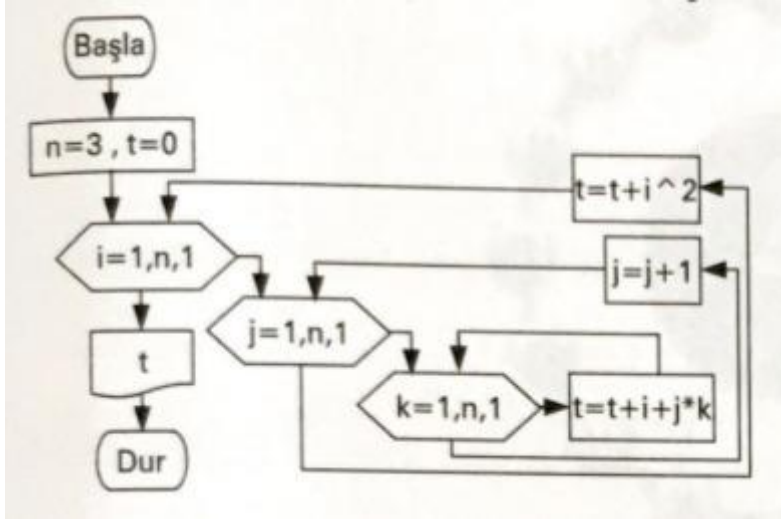 Başla
n=3 , t=0
t=t+i^2
i=1,n,1
j=j+1
j=1,n,1
t
k=1,n,1
t=t+i+j*k
Dur